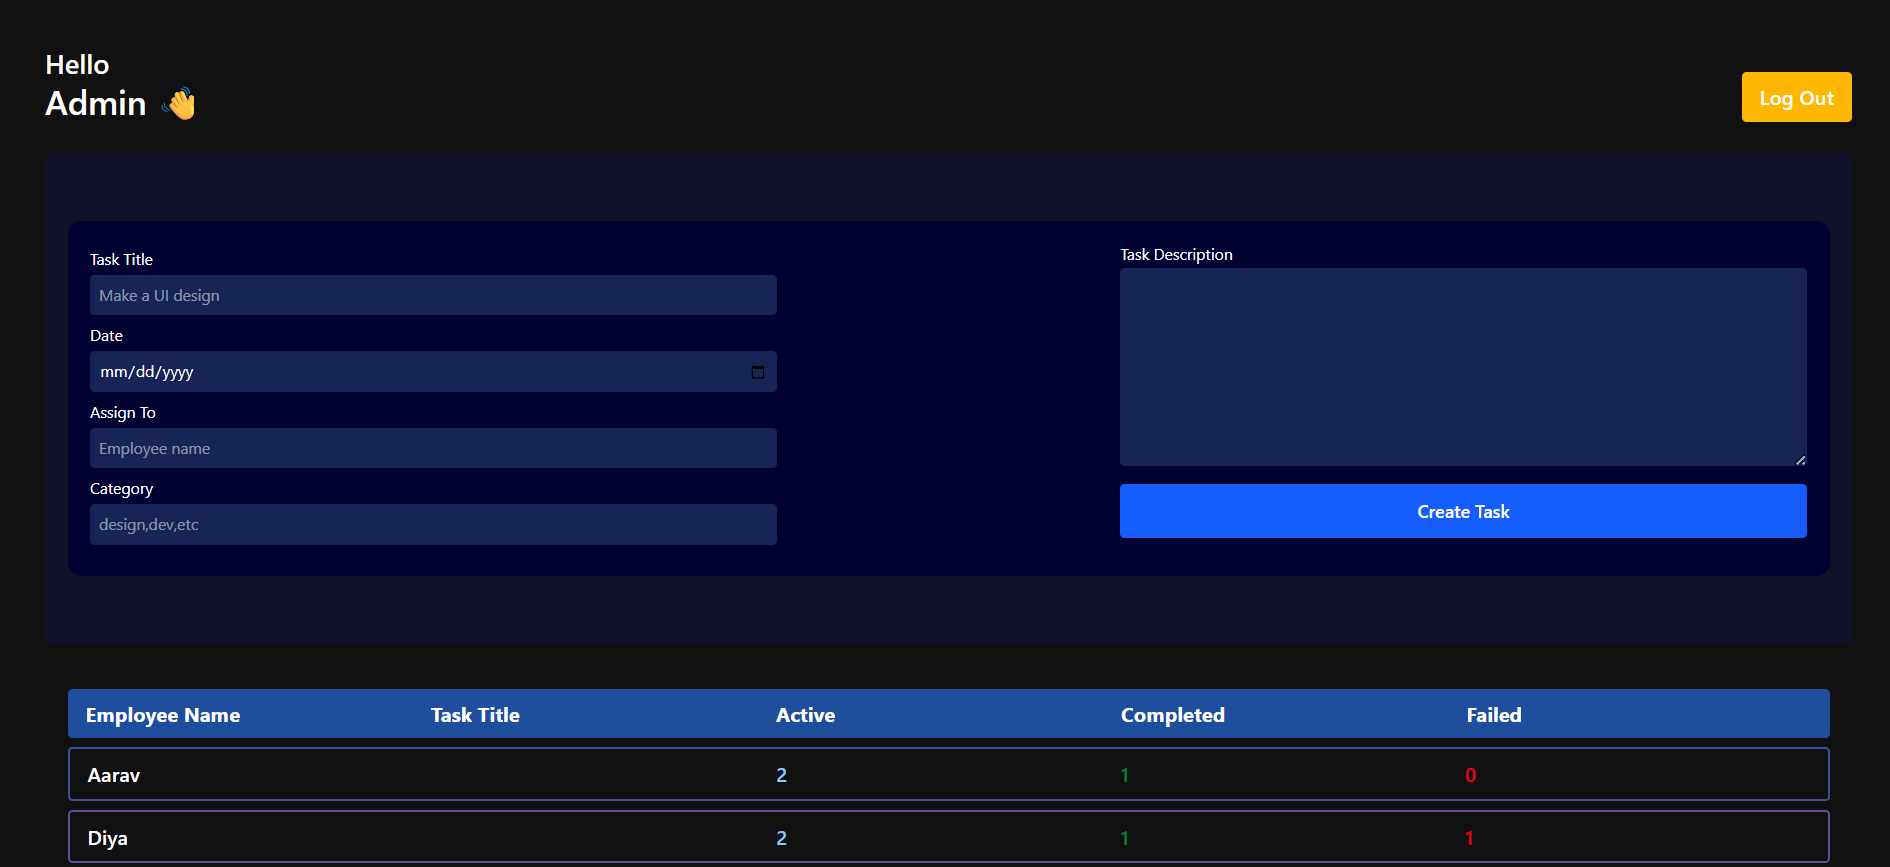 Hello
Admin 👋
Log Out
Task Title
Make a UI design
Date
mm/dd/yyyy
Assign To
Employee name
Category
design,dev,etc
Task Description
Create Task
Employee Name Task Title Active Completed Failed
Aarav 2 1 0
Diya 2 1 1